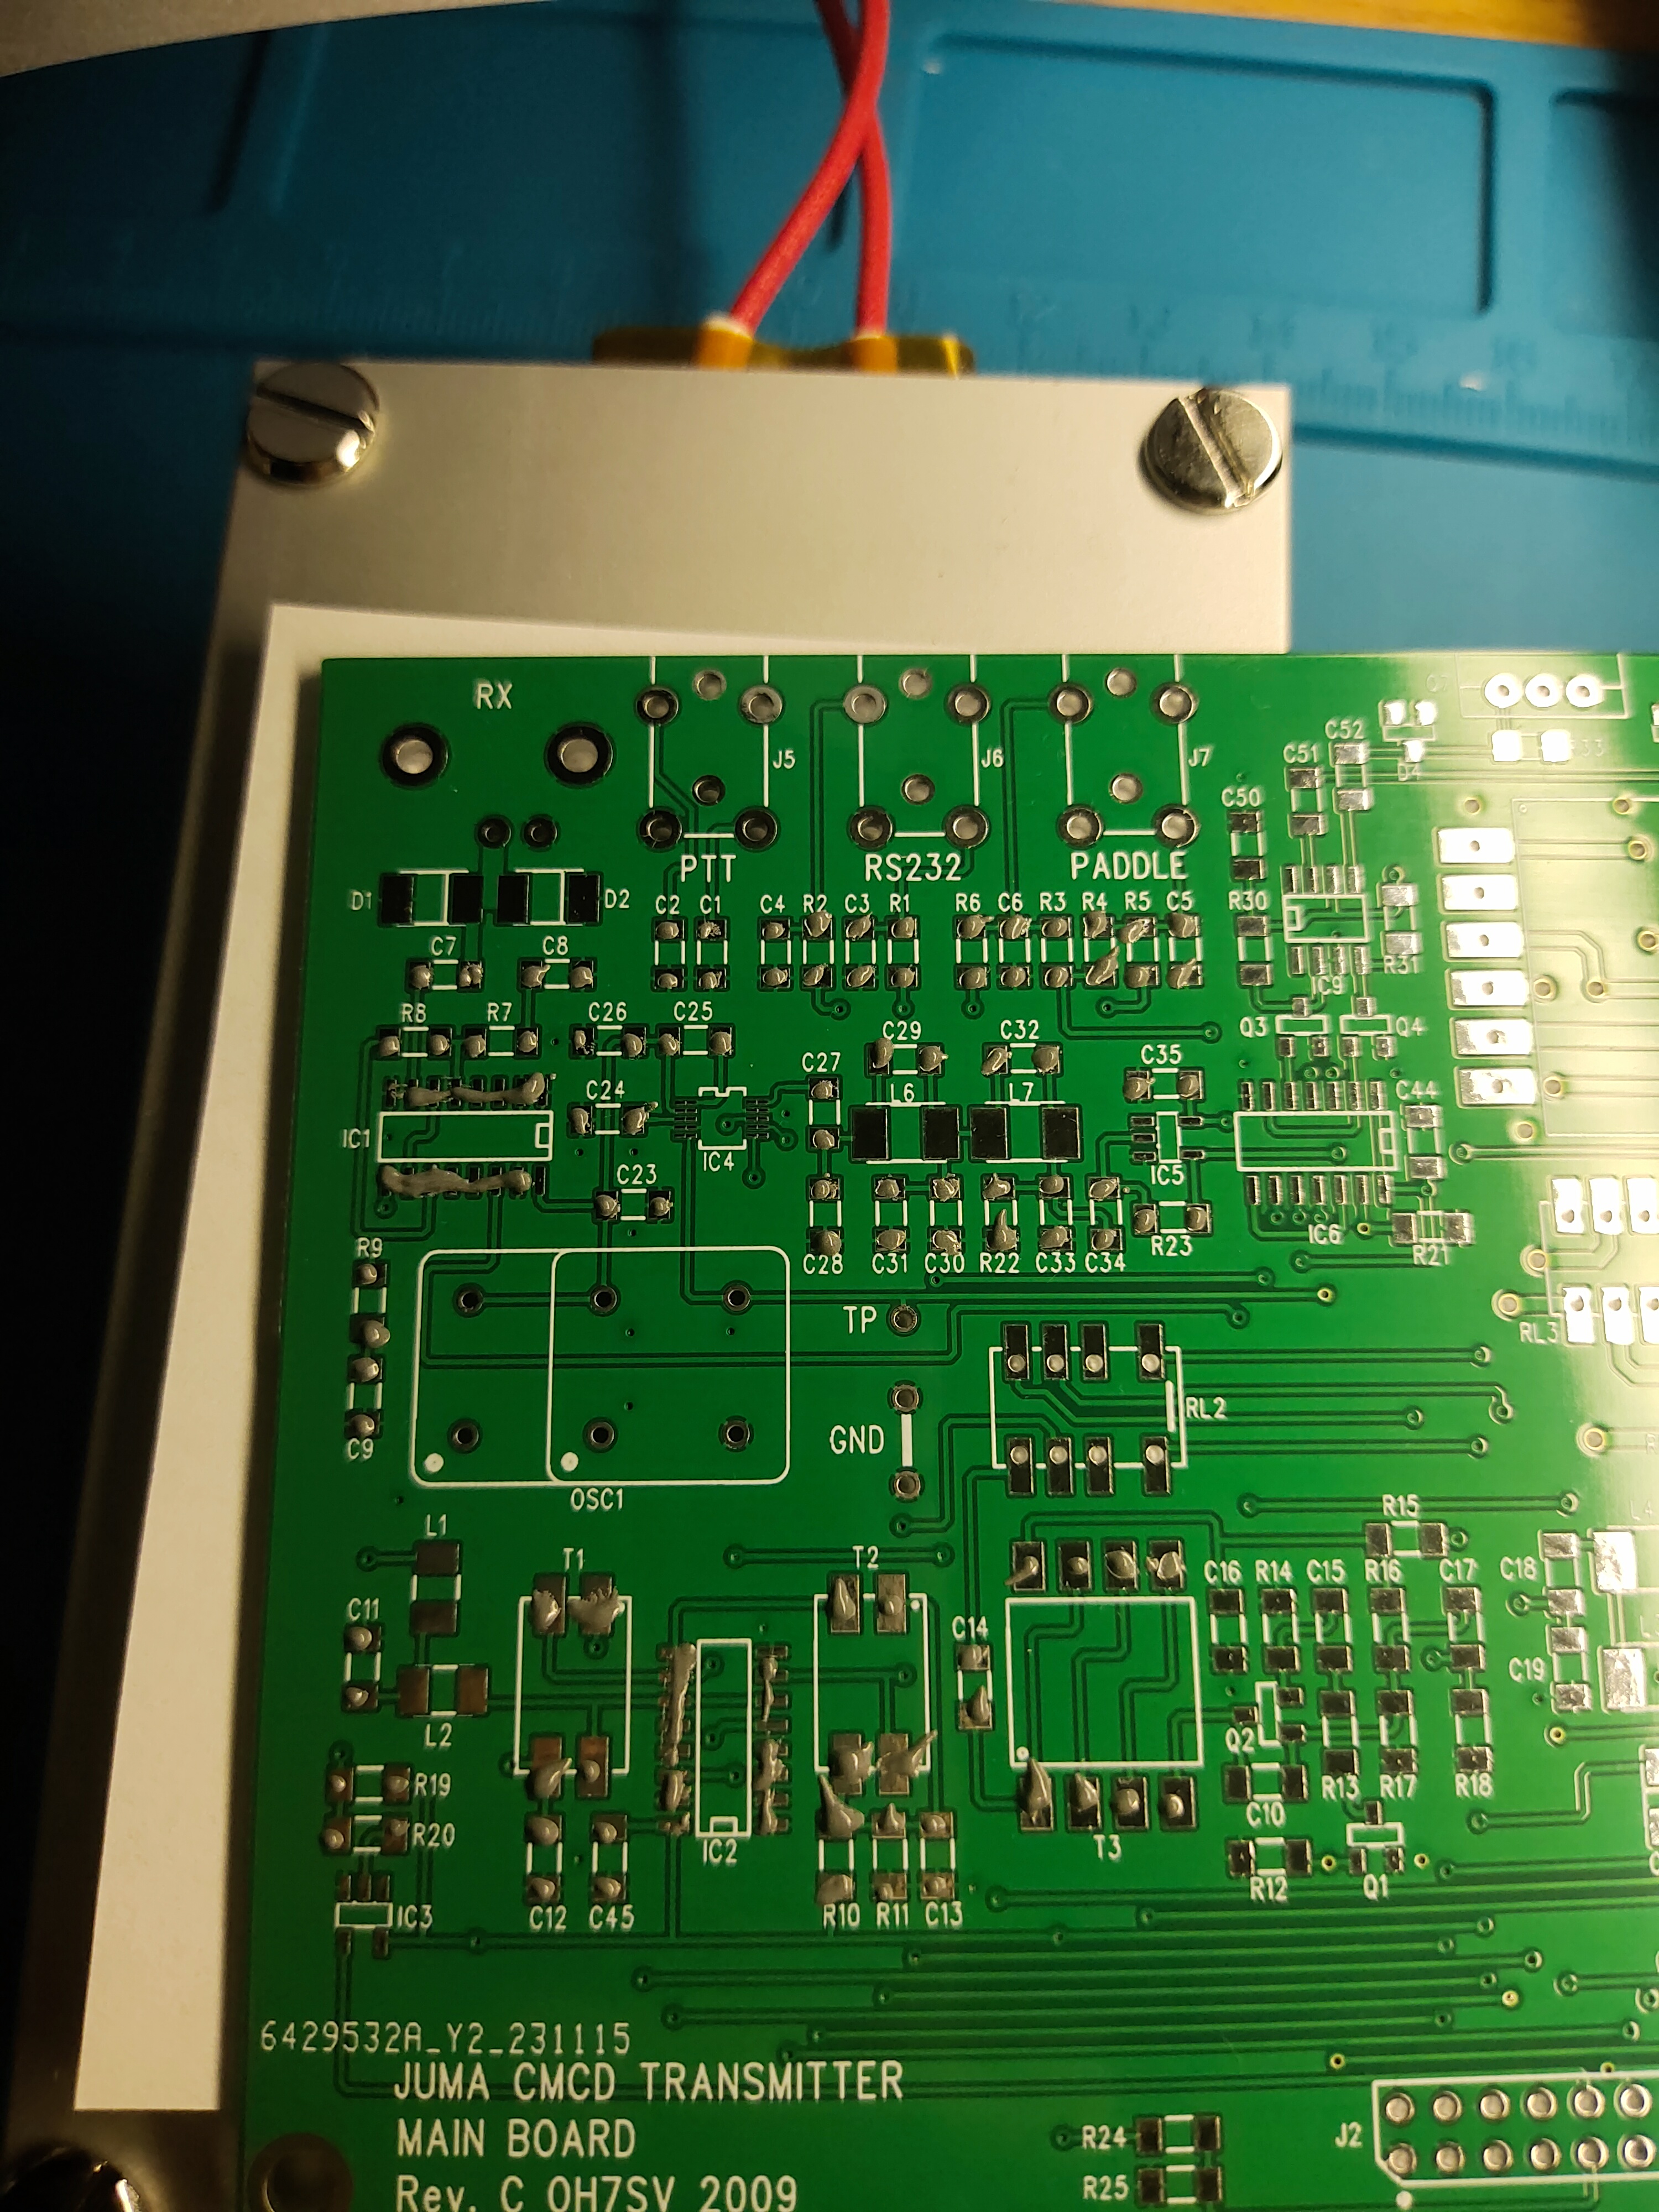 RX
J5
J6
J7
PTT
RS232
PADDLE
C52
C51
C50
D1
D2
C2 C1 C4 R2 C3 R1 R6 C6 R3 R4 R5 C5 R30
C7 C8
R31
IC9
R8 R7 C26 C25
C29 C32
Q3 Q4
C27
C35
C24
L6 L7
C44
IC1
IC4
IC5
C23
IC6
R21
R23
R9
C28 C31 C30 R22 C33 C34
TP
RL3
C9
GND
RL2
OSC1
L1
T1
T2
R15
C16 R14 C15 R16 C17
C18
C11
C14
C19
L2
Q2
R19
R13 R17 R18
C10
R20
IC2
T3
R12
Q1
IC3
C12 C45
R10 R11 C13
6429532A_Y2_231115
JUMA CMCD TRANSMITTER
MAIN BOARD
Rev. C OH7SV 2009
R24
R25
J2